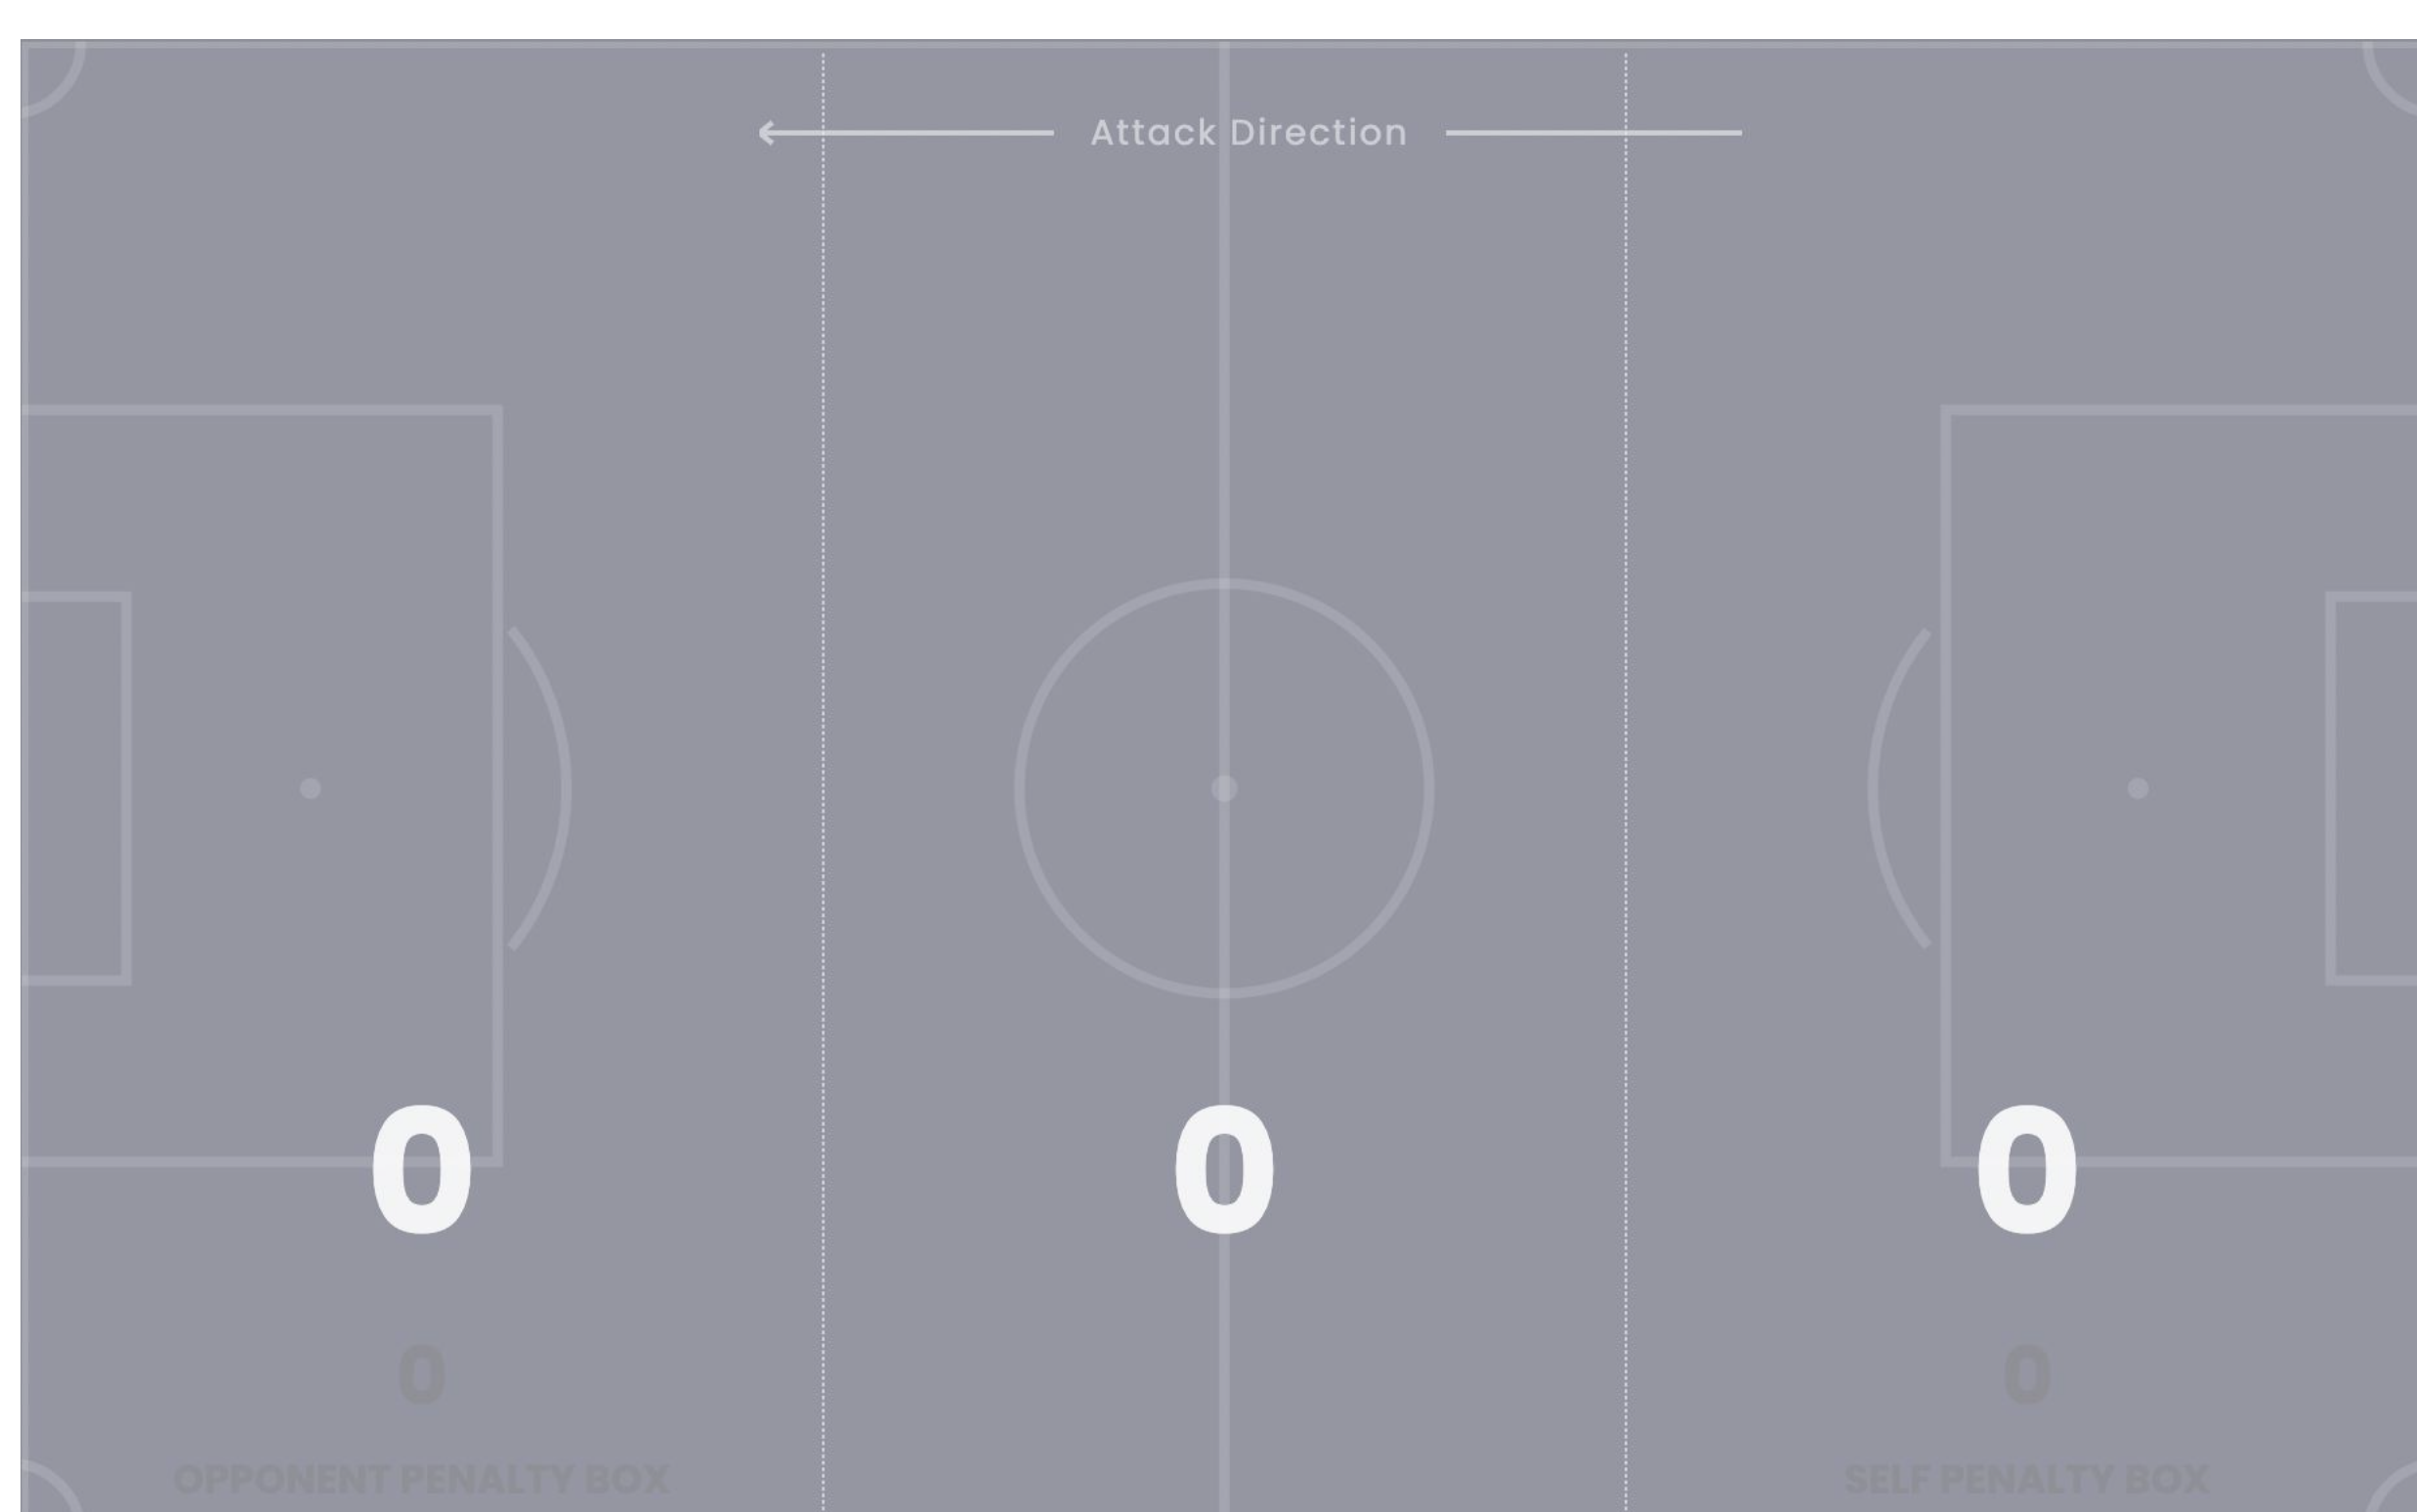 Attack Direction
0 0 0
0 0
OPPONENT PENALTY BOX SELF PENALTY BOX